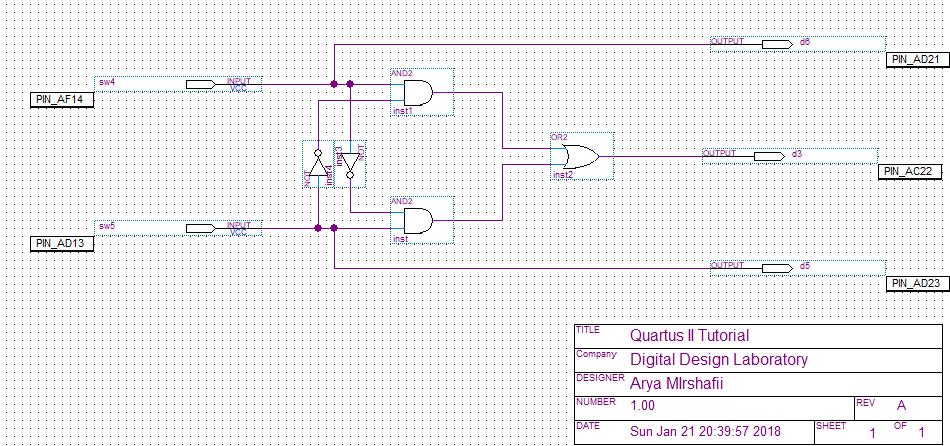 OUTPUT d6
PIN_AD21
AND2
sw4 INPUT
VCC
PIN_AF14
inst1
OR2
NOT inst4 inst3 NOT
OUTPUT d3
inst2
PIN_AC22
AND2
sw5 INPUT
VCC
PIN_AD13
inst
OUTPUT d5
PIN_AD23
TITLE Quartus II Tutorial
Company Digital Design Laboratory
DESIGNER Arya MIrshafii
NUMBER 1.00 REV A
DATE Sun Jan 21 20:39:57 2018 SHEET 1 OF 1